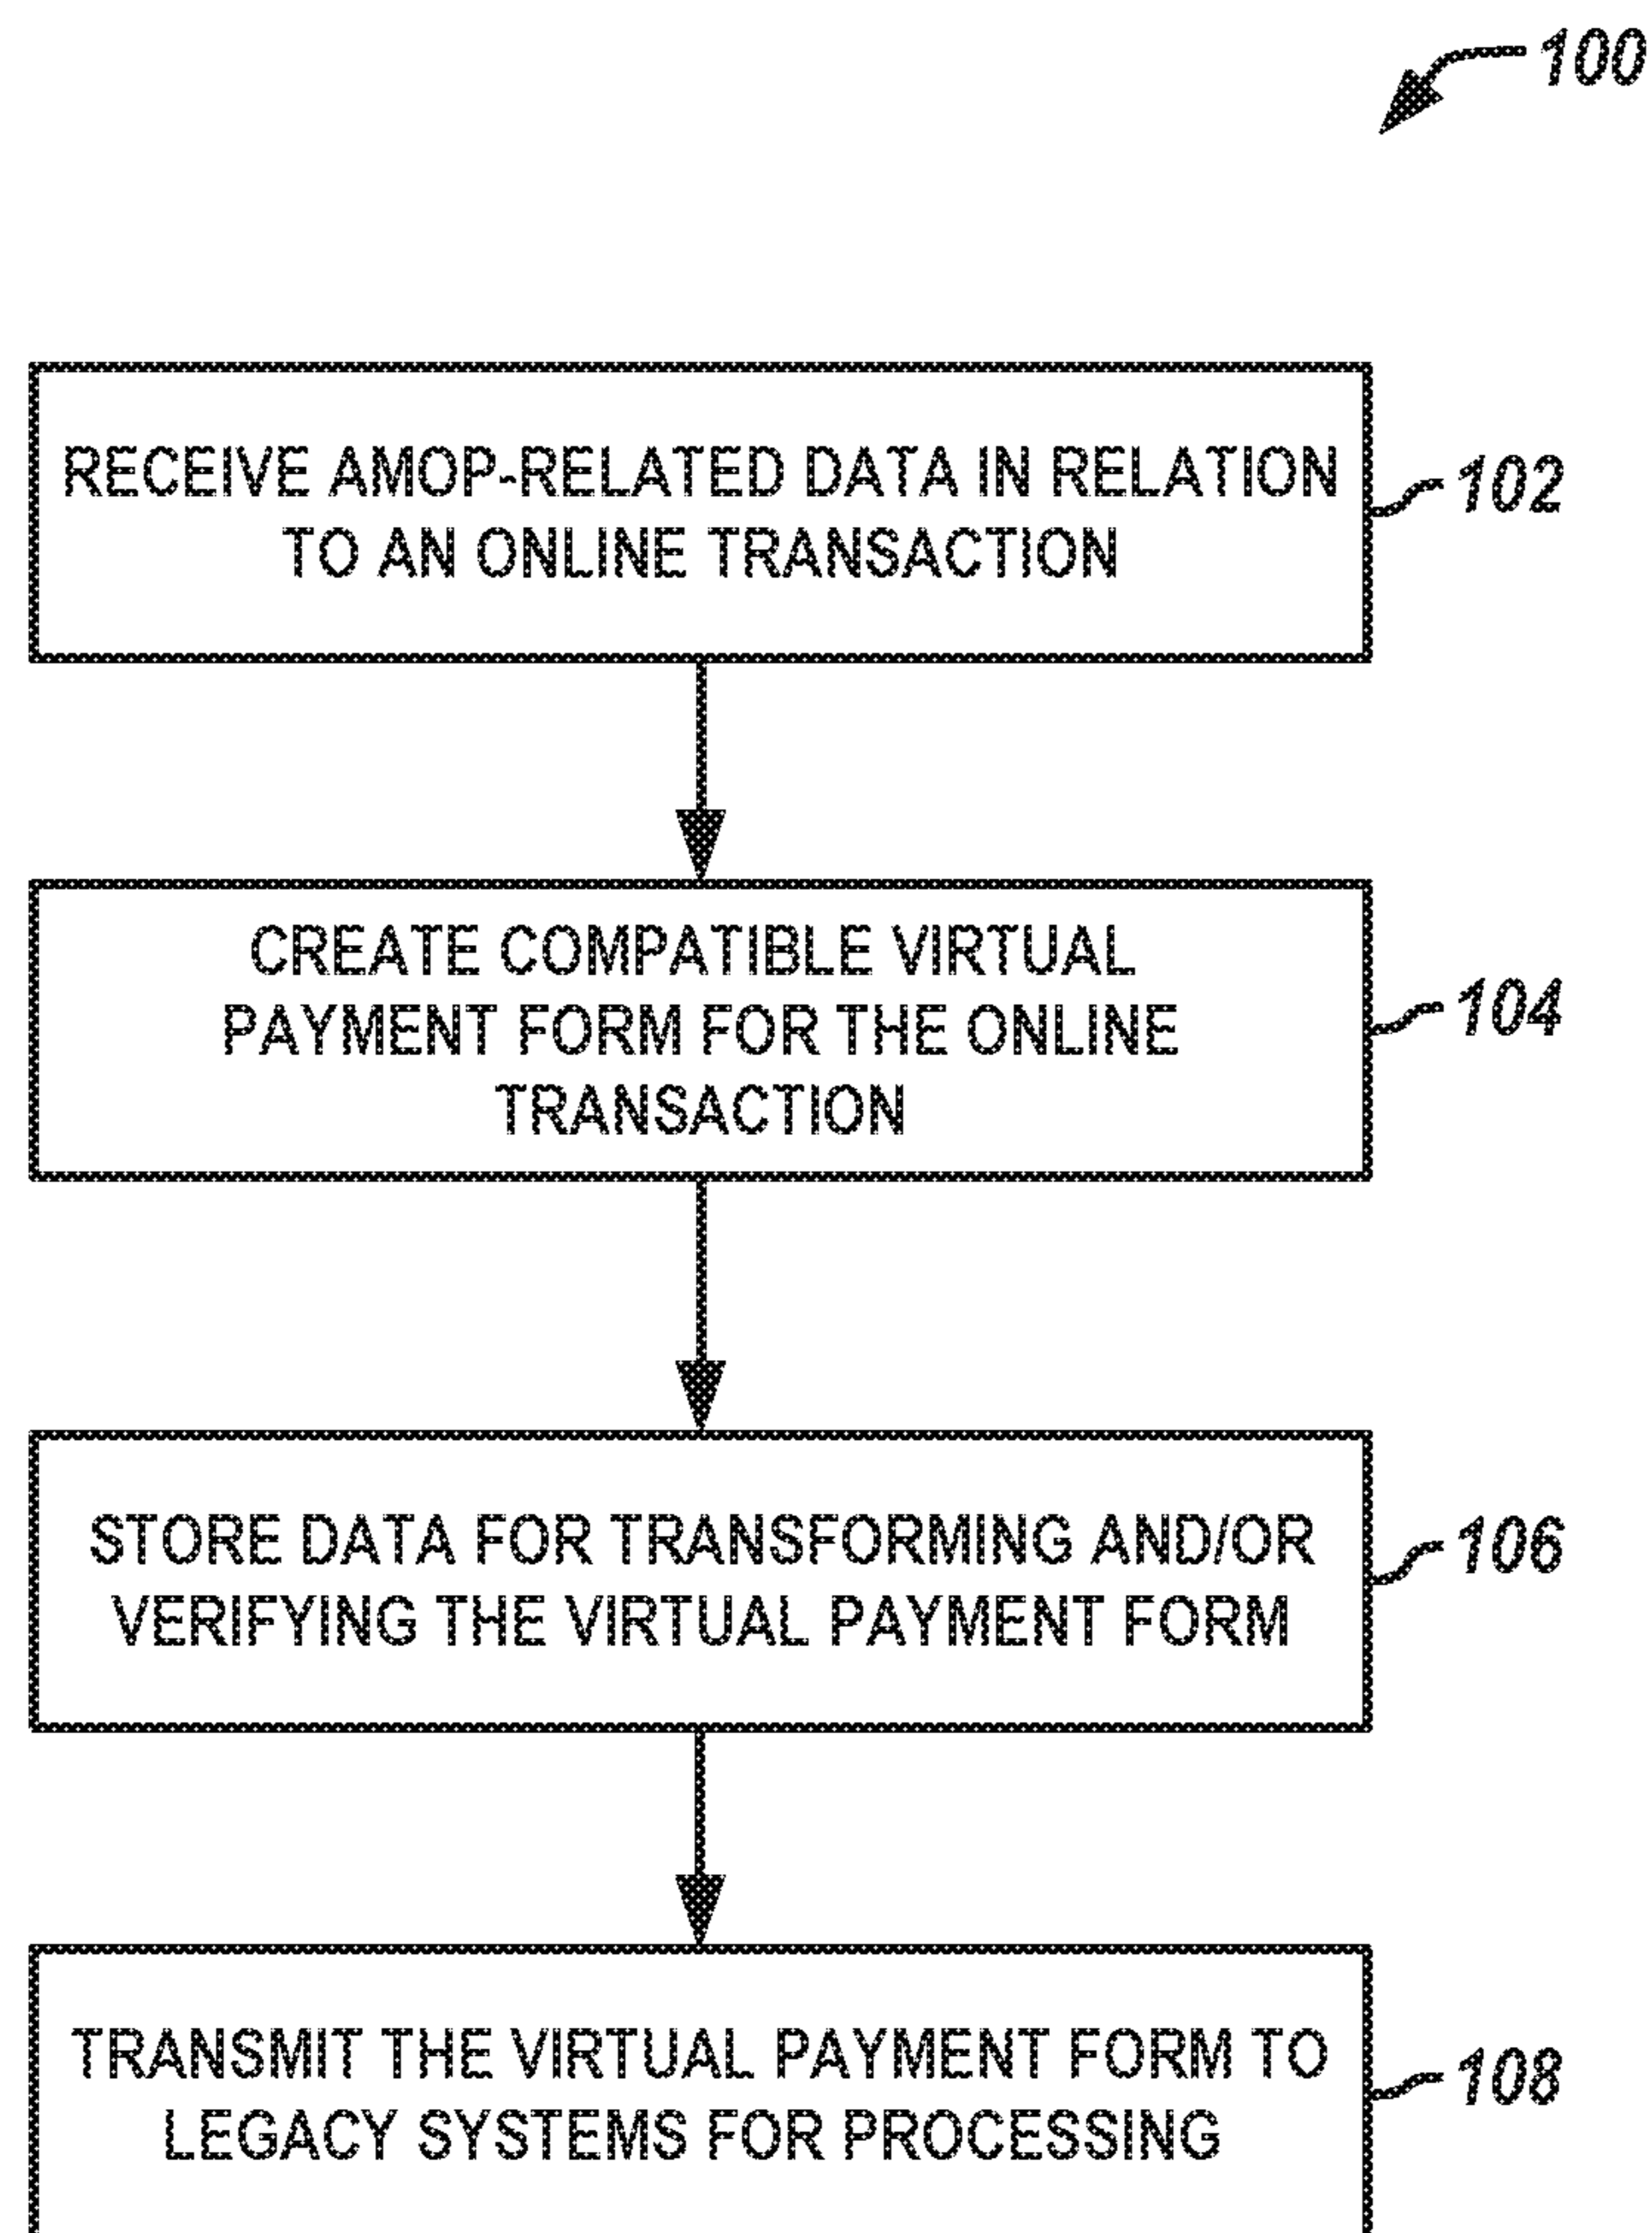 100
RECEIVE AMOP-RELATED DATA IN RELATION
TO AN ONLINE TRANSACTION
102
CREATE COMPATIBLE VIRTUAL
PAYMENT FORM FOR THE ONLINE
TRANSACTION
104
STORE DATA FOR TRANSFORMING AND/OR
VERIFYING THE VIRTUAL PAYMENT FORM
106
TRANSMIT THE VIRTUAL PAYMENT FORM TO
LEGACY SYSTEMS FOR PROCESSING
108